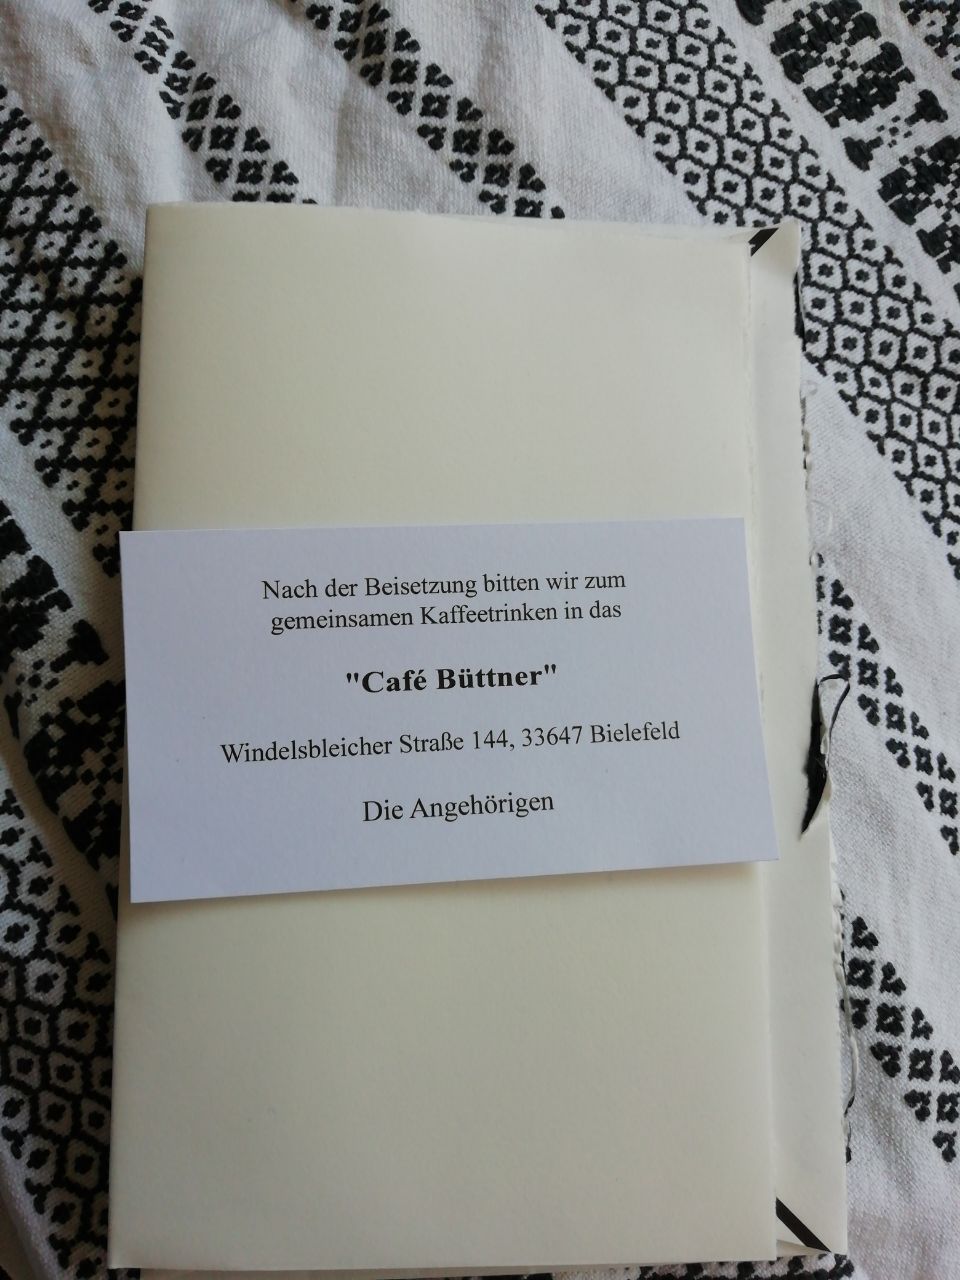 Nach der Beisetzung bitten wir zum
gemeinsamen Kaffeetrinken in das
"Café Büttner"
Windelsbleicher Straße 144, 33647 Bielefeld
Die Angehörigen